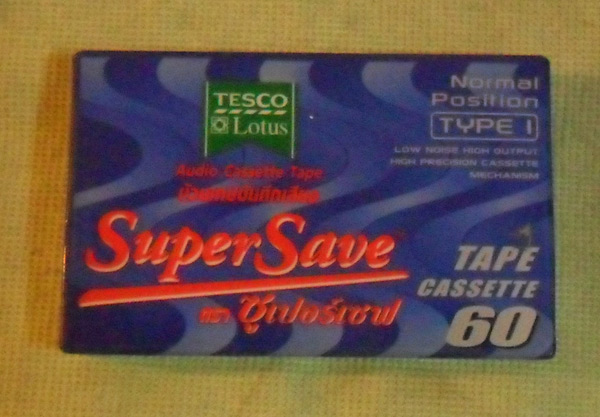 TESCO
Lotus
Normal
Position
TYPE I
LOW NOISE HIGH OUTPUT
HIGH PRECISION CASSETTE
MECHANISM
Audio Cassette Tape
ม้วนเทปบันทึกเสียง
SuperSave
ตรา ซูเปอร์เซฟ
TAPE
CASSETTE
60